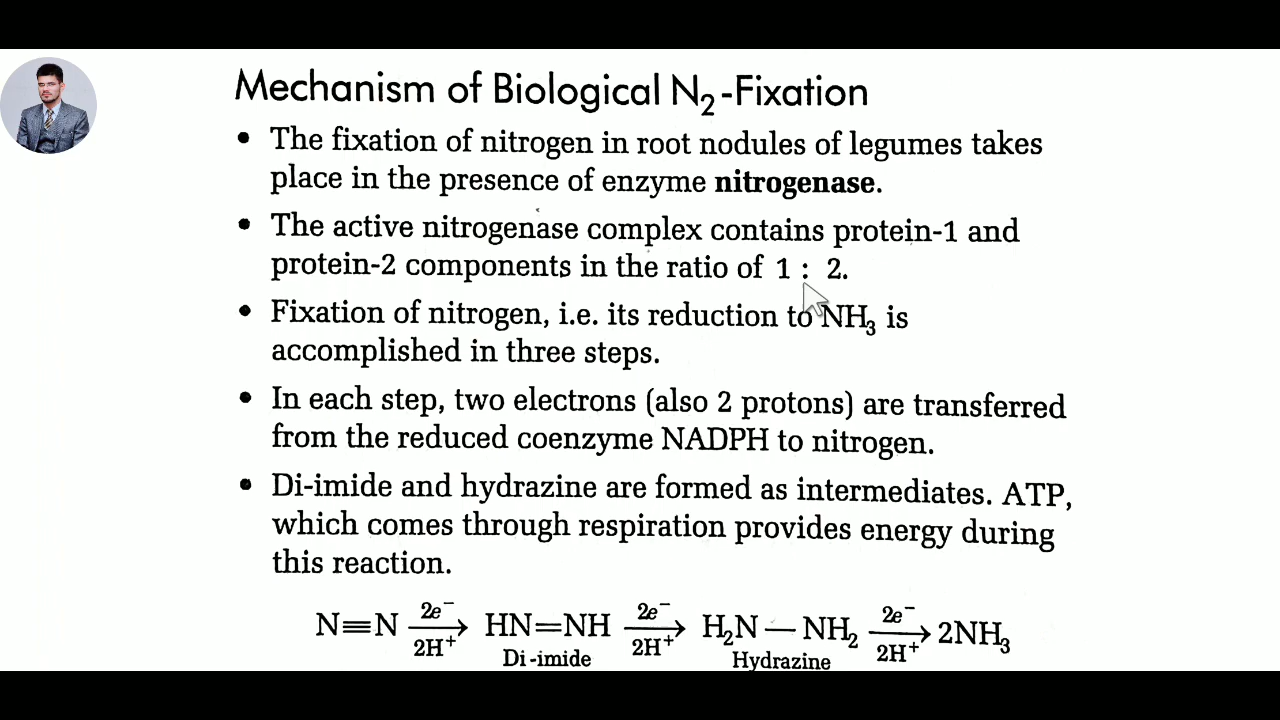 Mechanism of Biological N₂-Fixation
• The fixation of nitrogen in root nodules of legumes takes
place in the presence of enzyme nitrogenase.
• The active nitrogenase complex contains protein-1 and
protein-2 components in the ratio of 1 : 2.
• Fixation of nitrogen, i.e. its reduction to NH₃ is
accomplished in three steps.
• In each step, two electrons (also 2 protons) are transferred
from the reduced coenzyme NADPH to nitrogen.
• Di-imide and hydrazine are formed as intermediates. ATP,
which comes through respiration provides energy during
this reaction.
2e⁻ 2e⁻ 2e⁻
N≡N → HN=NH → H₂N—NH₂ → 2NH₃
2H⁺ 2H⁺ 2H⁺
Di-imide Hydrazine